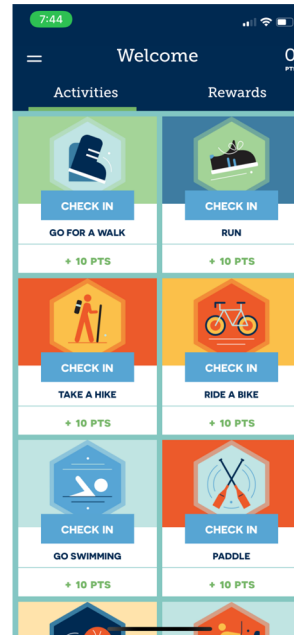 7:44
Welcome
0
Activities Rewards
CHECK IN CHECK IN
GO FOR A WALK RUN
+ 10 PTS + 10 PTS
CHECK IN CHECK IN
TAKE A HIKE RIDE A BIKE
+ 10 PTS + 10 PTS
CHECK IN CHECK IN
GO SWIMMING PADDLE
+ 10 PTS + 10 PTS